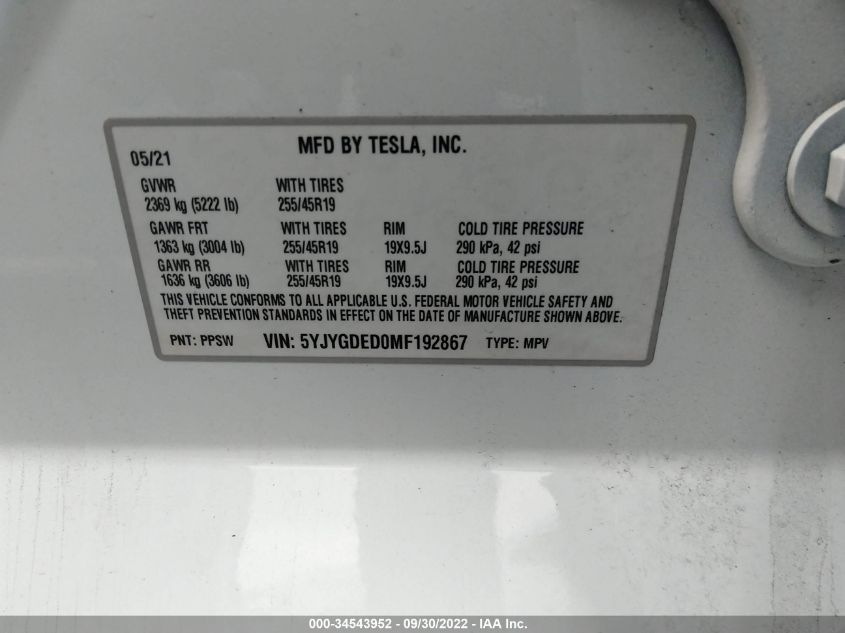 MFD BY TESLA, INC.
05/21
GVWR WITH TIRES
2369 kg (5222 lb) 255/45R19
GAWR FRT WITH TIRES RIM COLD TIRE PRESSURE
1363 kg (3004 lb) 255/45R19 19X9.5J 290 kPa, 42 psi
GAWR RR WITH TIRES RIM COLD TIRE PRESSURE
1636 kg (3606 lb) 255/45R19 19X9.5J 290 kPa, 42 psi
THIS VEHICLE CONFORMS TO ALL APPLICABLE U.S. FEDERAL MOTOR VEHICLE SAFETY AND
THEFT PREVENTION STANDARDS IN EFFECT ON THE DATE OF MANUFACTURE SHOWN ABOVE.
PNT: PPSW VIN: 5YJYGDED0MF192867 TYPE: MPV
000-34543952 - 09/30/2022 - IAA Inc.